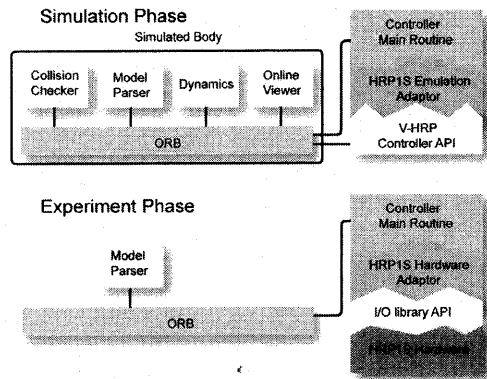 Simulation Phase
Simulated Body
Collision
Checker
Model
Parser
Dynamics
Online
Viewer
ORB
Controller
Main Routine
HRP1S Emulation
Adaptor
V-HRP
Controller API
Experiment Phase
Model
Parser
ORB
Controller
Main Routine
HRP1S Hardware
Adaptor
I/O library API
HRP1S Hardware